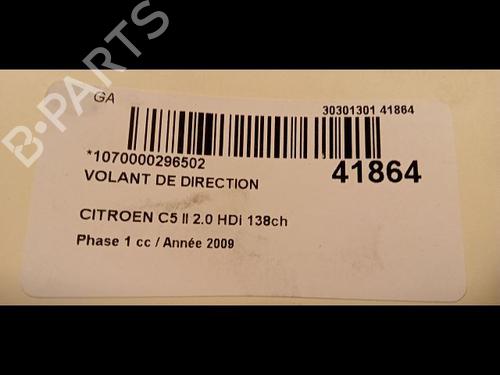 GA
30301301 41864
*1070000296502
41864
VOLANT DE DIRECTION
CITROEN C5 II 2.0 HDi 138ch
Phase 1 cc / Année 2009
B-PARTS